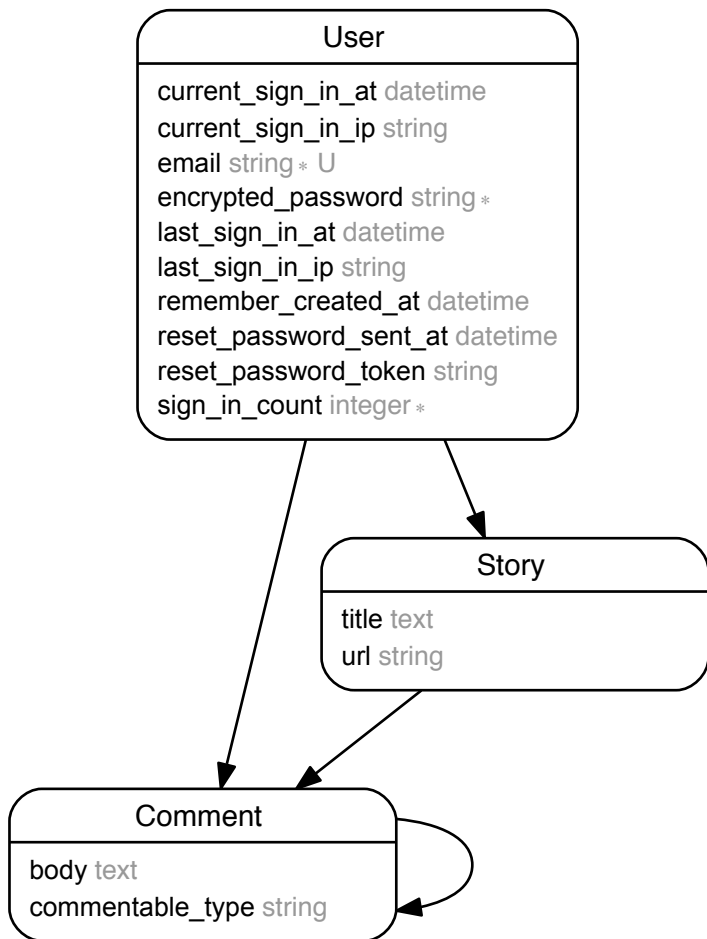 User
current_sign_in_at datetime
current_sign_in_ip string
email string * U
encrypted_password string *
last_sign_in_at datetime
last_sign_in_ip string
remember_created_at datetime
reset_password_sent_at datetime
reset_password_token string
sign_in_count integer *
Story
title text
url string
Comment
body text
commentable_type string